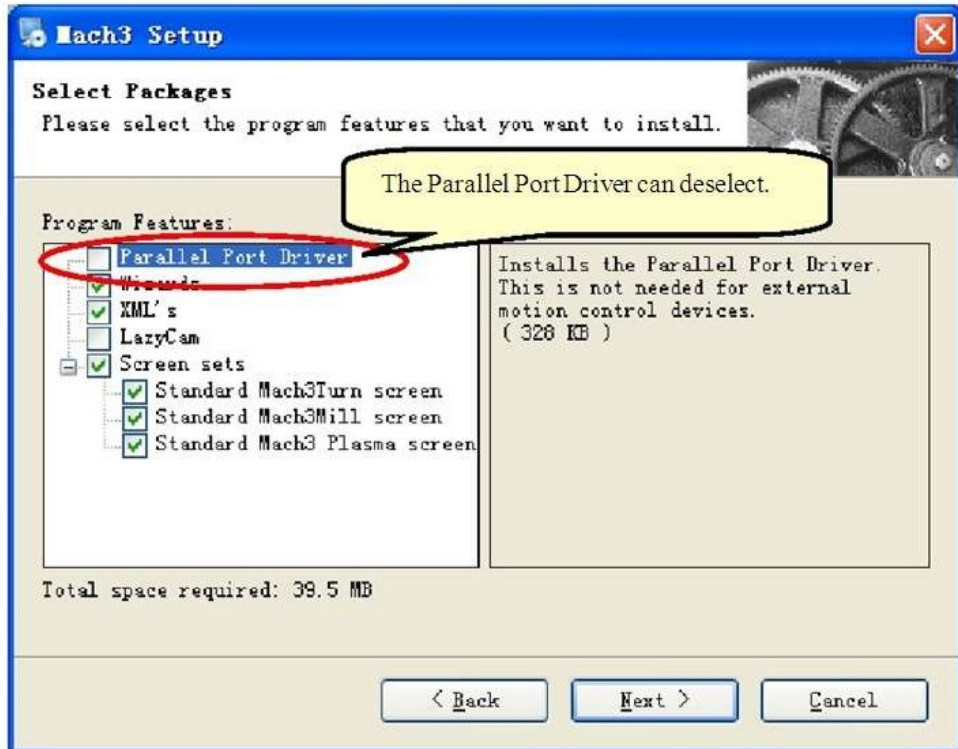 Mach3 Setup
Select Packages
Please select the program features that you want to install.
The Parallel Port Driver can deselect.
Program Features:
Parallel Port Driver
Wizards
XML's
LazyCam
Screen sets
Standard Mach3Turn screen
Standard Mach3Mill screen
Standard Mach3 Plasma screen
Installs the Parallel Port Driver.
This is not needed for external
motion control devices.
( 328 KB )
Total space required: 39.5 MB
< Back
Next >
Cancel